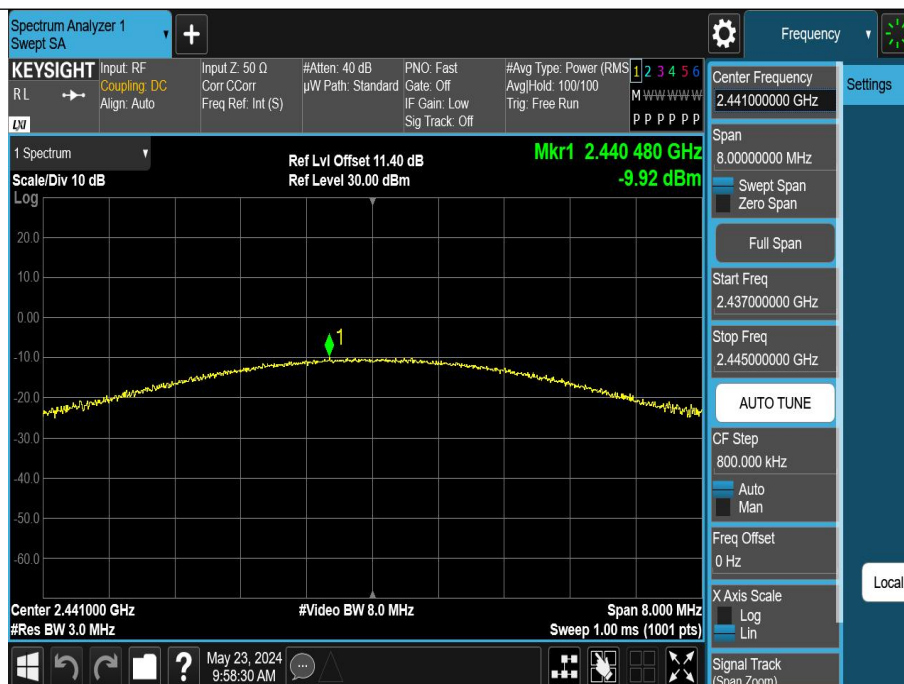 Spectrum Analyzer 1
Swept SA
Frequency
KEYSIGHT
RL
LXI
Input: RF
Coupling: DC
Align: Auto
Input Z: 50 Ω
Corr CCorr
Freq Ref: Int (S)
#Atten: 40 dB
µW Path: Standard
PNO: Fast
Gate: Off
IF Gain: Low
Sig Track: Off
#Avg Type: Power (RMS
Avg|Hold: 100/100
Trig: Free Run
1 2 3 4 5 6
M W W W W W
P P P P P P
1 Spectrum
Scale/Div 10 dB
Log
Ref Lvl Offset 11.40 dB
Ref Level 30.00 dBm
Mkr1 2.440 480 GHz
-9.92 dBm
20.0
10.0
0.00
-10.0
-20.0
-30.0
-40.0
-50.0
-60.0
1
Center 2.441000 GHz
#Res BW 3.0 MHz
#Video BW 8.0 MHz
Span 8.000 MHz
Sweep 1.00 ms (1001 pts)
Center Frequency
2.441000000 GHz
Settings
Span
8.00000000 MHz
Swept Span
Zero Span
Full Span
Start Freq
2.437000000 GHz
Stop Freq
2.445000000 GHz
AUTO TUNE
CF Step
800.000 kHz
Auto
Man
Freq Offset
0 Hz
Local
X Axis Scale
Log
Lin
Signal Track
(Span Zoom)
?
May 23, 2024
9:58:30 AM